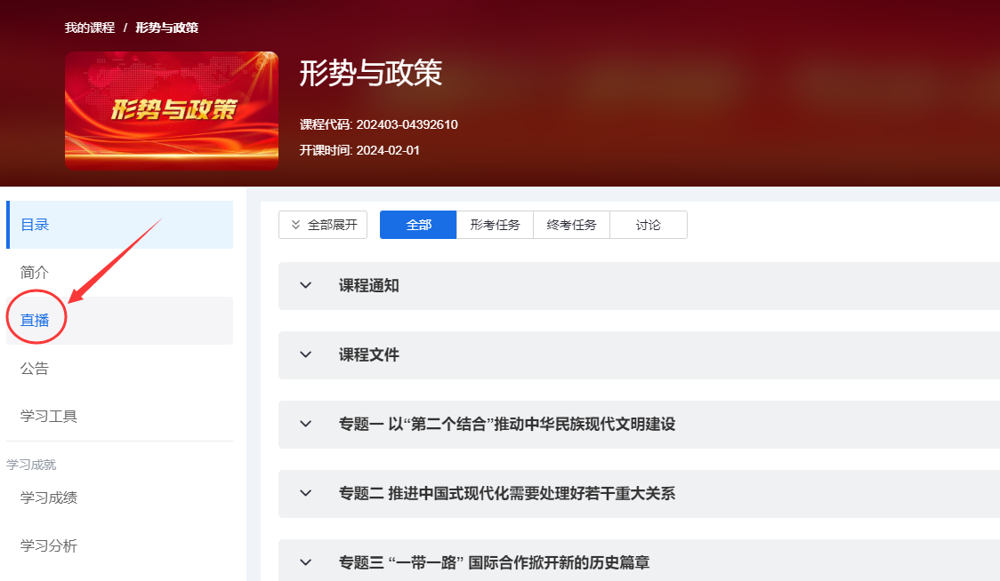 我的课程 / 形势与政策
形势与政策
形势与政策
课程代码: 202403-04392610
开课时间: 2024-02-01
目录
简介
直播
公告
学习工具
学习成就
学习成绩
学习分析
全部展开 全部 形考任务 终考任务 讨论
课程通知
课程文件
专题一 以“第二个结合”推动中华民族现代文明建设
专题二 推进中国式现代化需要处理好若干重大关系
专题三 “一带一路” 国际合作掀开新的历史篇章